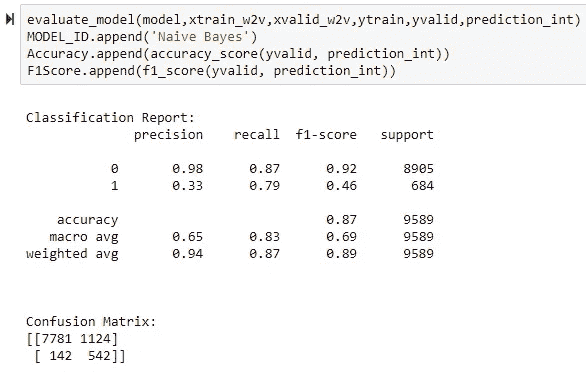 evaluate_model(model,xtrain_w2v,xvalid_w2v,ytrain,yvalid,prediction_int)
MODEL_ID.append('Naive Bayes')
Accuracy.append(accuracy_score(yvalid, prediction_int))
F1Score.append(f1_score(yvalid, prediction_int))
Classification Report:
precision recall f1-score support
0 0.98 0.87 0.92 8905
1 0.33 0.79 0.46 684
accuracy 0.87 9589
macro avg 0.65 0.83 0.69 9589
weighted avg 0.94 0.87 0.89 9589
Confusion Matrix:
[[7781 1124]
[ 142 542]]